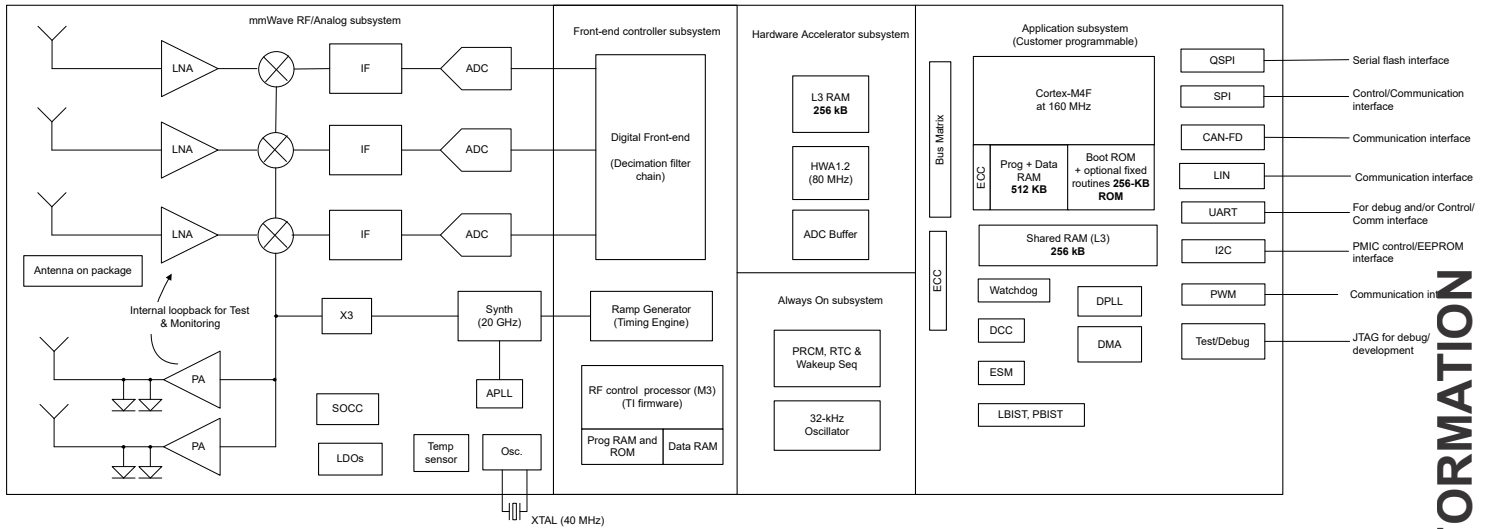 mmWave RF/Analog subsystem
LNA
IF
ADC
LNA
IF
ADC
LNA
IF
ADC
Antenna on package
Internal loopback for Test
& Monitoring
X3
Synth
(20 GHz)
PA
APLL
SOCC
PA
LDOs
Temp
sensor
Osc.
XTAL (40 MHz)
Front-end controller subsystem
Digital Front-end
(Decimation filter
chain)
Ramp Generator
(Timing Engine)
RF control processor (M3)
(TI firmware)
Prog RAM and
ROM
Data RAM
Hardware Accelerator subsystem
L3 RAM
256 kB
HWA1.2
(80 MHz)
ADC Buffer
Always On subsystem
PRCM, RTC &
Wakeup Seq
32-kHz
Oscillator
Application subsystem
(Customer programmable)
Bus Matrix
Cortex-M4F
at 160 MHz
ECC
Prog + Data
RAM
512 KB
Boot ROM
+ optional fixed
routines 256-KB
ROM
Shared RAM (L3)
256 kB
ECC
Watchdog
DPLL
DCC
DMA
ESM
LBIST, PBIST
QSPI
Serial flash interface
SPI
Control/Communication
interface
CAN-FD
Communication interface
LIN
Communication interface
UART
For debug and/or Control/
Comm interface
I2C
PMIC control/EEPROM
interface
PWM
Communication int
Test/Debug
JTAG for debug/
development
ORMATION